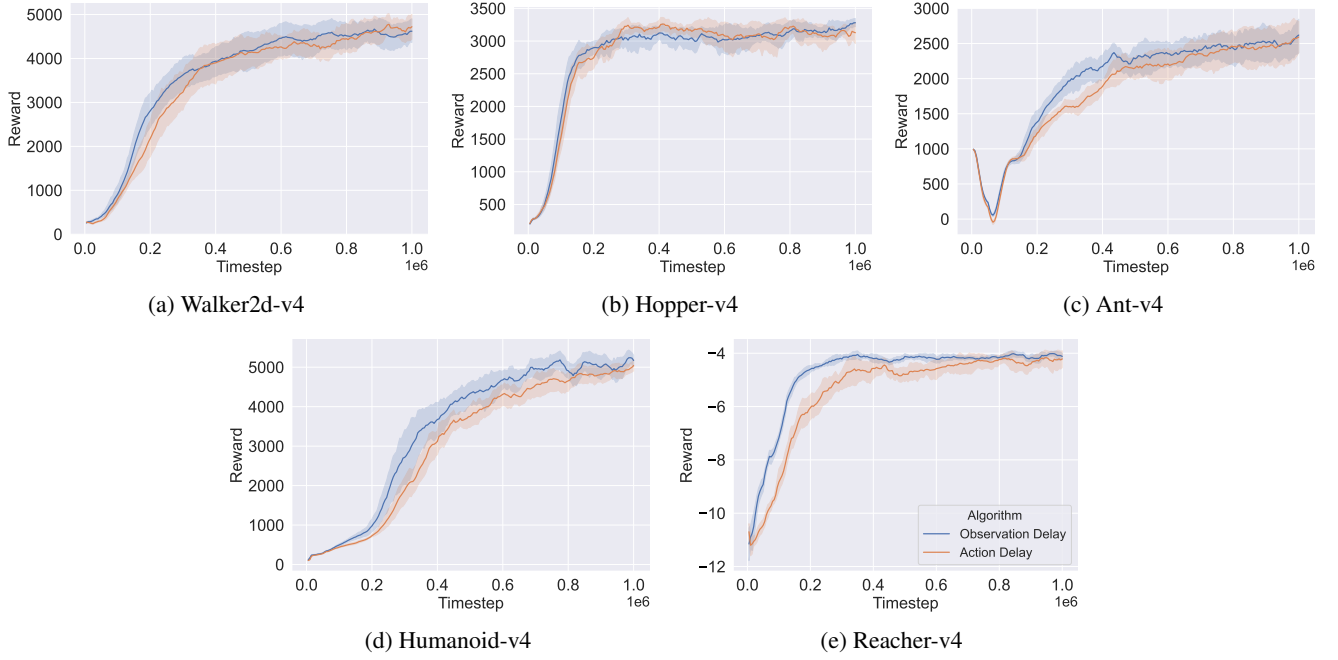 5000
4000
3000
2000
1000
0
Reward
0.0 0.2 0.4 0.6 0.8 1.0
Timestep 1e6
(a) Walker2d-v4
3500
3000
2500
2000
1500
1000
500
Reward
0.0 0.2 0.4 0.6 0.8 1.0
Timestep 1e6
(b) Hopper-v4
3000
2500
2000
1500
1000
500
0
Reward
0.0 0.2 0.4 0.6 0.8 1.0
Timestep 1e6
(c) Ant-v4
5000
4000
3000
2000
1000
0
Reward
0.0 0.2 0.4 0.6 0.8 1.0
Timestep 1e6
(d) Humanoid-v4
−4
−6
−8
−10
−12
Reward
Algorithm
Observation Delay
Action Delay
0.0 0.2 0.4 0.6 0.8 1.0
Timestep 1e6
(e) Reacher-v4